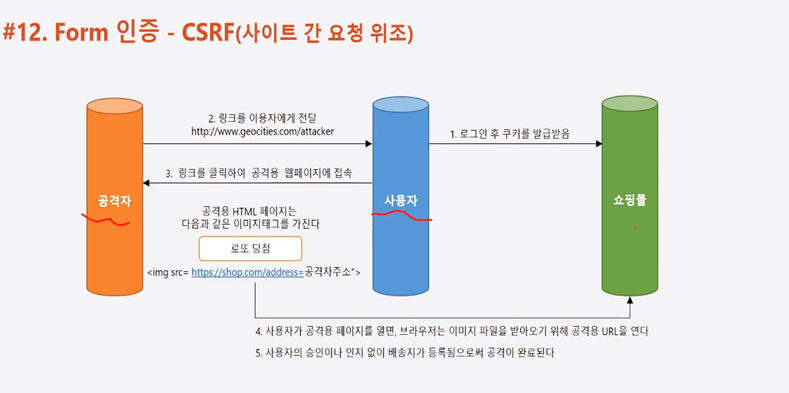 #12. Form 인증 - CSRF(사이트 간 요청 위조)
2. 링크를 이용자에게 전달
http://www.geocities.com/attacker
1. 로그인 후 쿠키를 발급받음
3. 링크를 클릭하여 공격용 웹페이지에 접속
공격자
사용자
쇼핑몰
공격용 HTML 페이지는
다음과 같은 이미지태그를 가진다
로또 당첨
<img src= https://shop.com/address=공격자주소">
4. 사용자가 공격용 페이지를 열면, 브라우저는 이미지 파일을 받아오기 위해 공격용 URL을 연다
5. 사용자의 승인이나 인지 없이 배송지가 등록됨으로써 공격이 완료된다